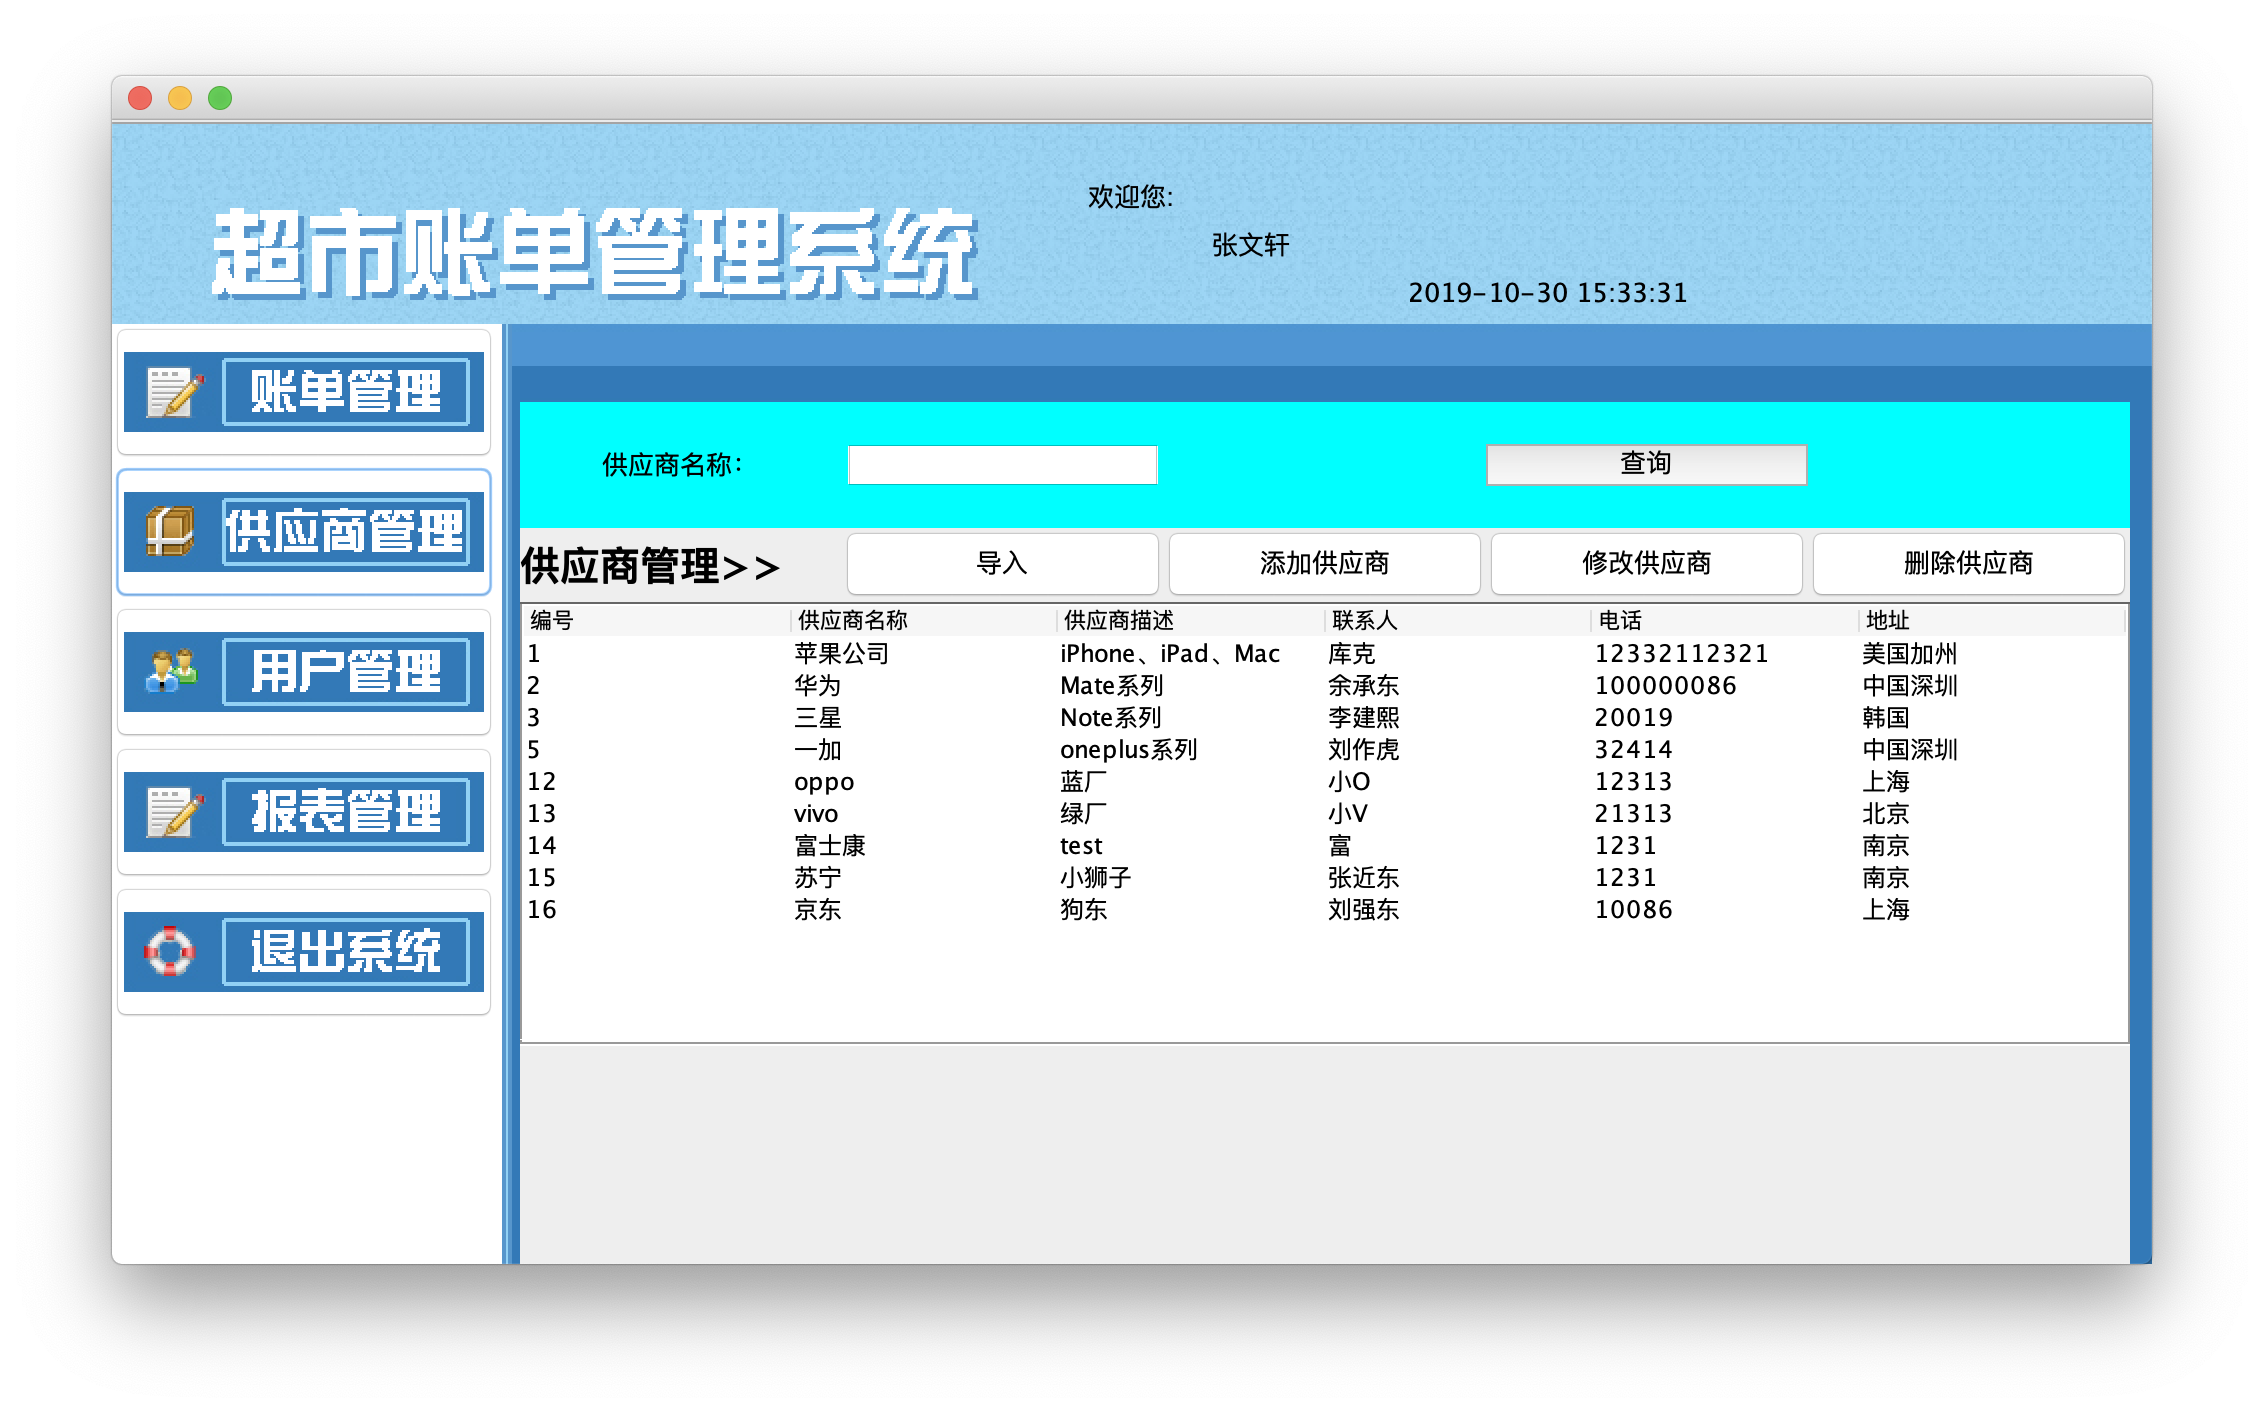 超市账单管理系统
欢迎您:
张文轩
2019-10-30 15:33:31
账单管理
供应商管理
用户管理
报表管理
退出系统
供应商名称: 查询
供应商管理>> 导入 添加供应商 修改供应商 删除供应商
编号 供应商名称 供应商描述 联系人 电话 地址
1 苹果公司 iPhone、iPad、Mac 库克 12332112321 美国加州
2 华为 Mate系列 余承东 100000086 中国深圳
3 三星 Note系列 李建熙 20019 韩国
5 一加 oneplus系列 刘作虎 32414 中国深圳
12 oppo 蓝厂 小O 12313 上海
13 vivo 绿厂 小V 21313 北京
14 富士康 test 富 1231 南京
15 苏宁 小狮子 张近东 1231 南京
16 京东 狗东 刘强东 10086 上海